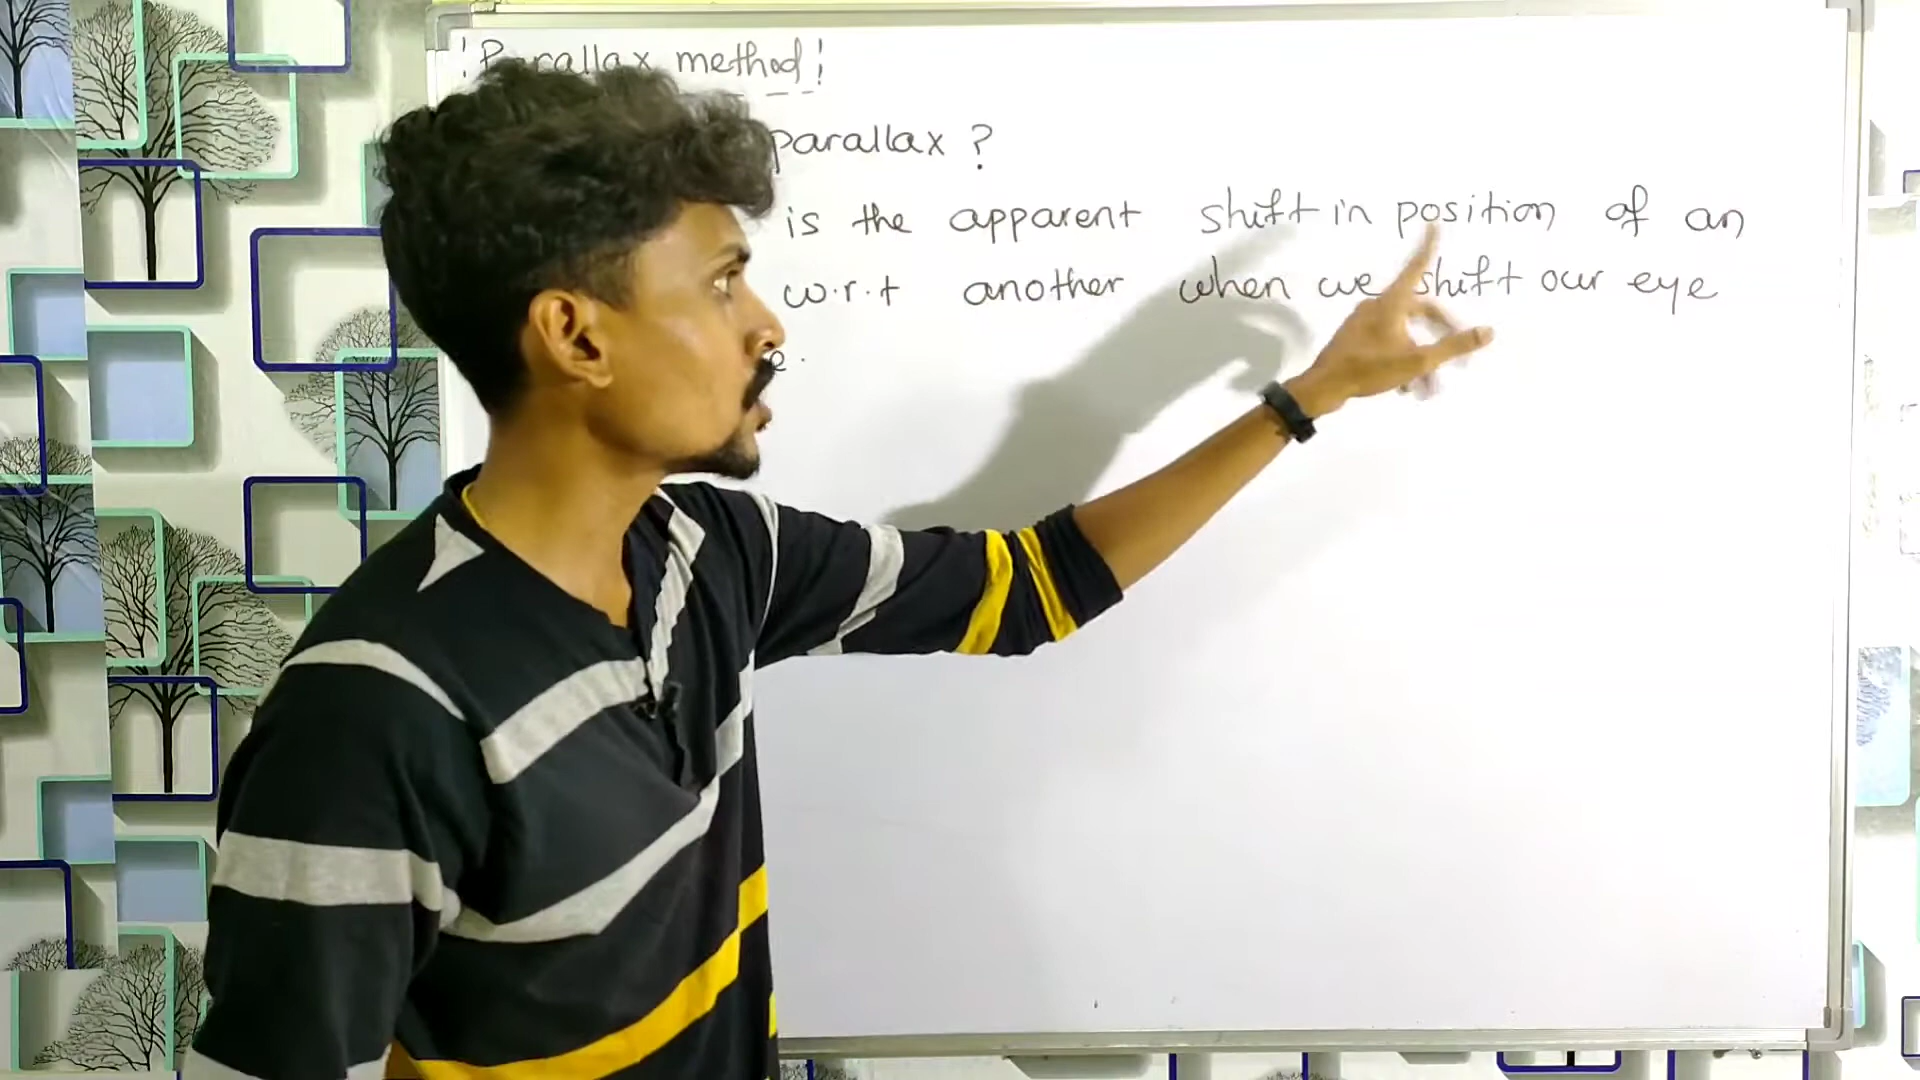 ! Parallax method !
parallax ?
is the apparent shift in position of an
w.r.t another when we shift our eye
e.